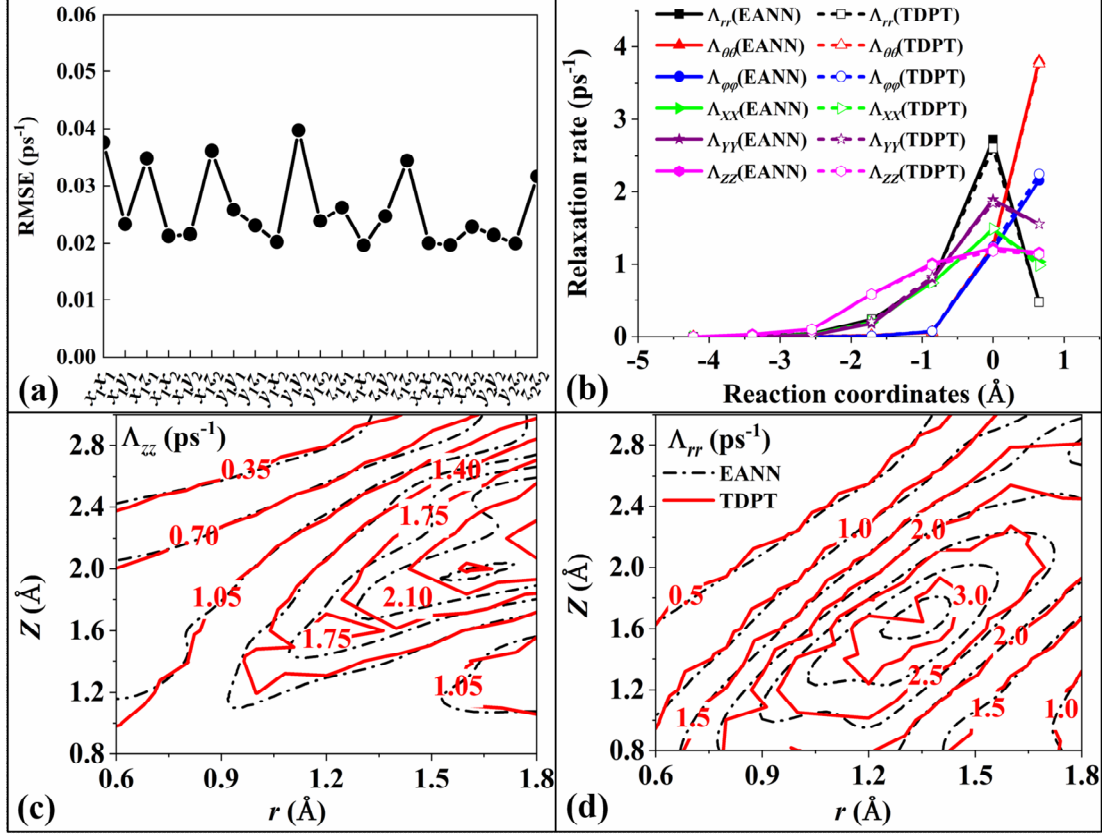 0.06
0.05
0.04
0.03
0.02
0.01
0.00
RMSE (ps⁻¹)
(a)
Λrr(EANN)
Λθθ(EANN)
Λφφ(EANN)
ΛXX(EANN)
ΛYY(EANN)
ΛZZ(EANN)
Λrr(TDPT)
Λθθ(TDPT)
Λφφ(TDPT)
ΛXX(TDPT)
ΛYY(TDPT)
ΛZZ(TDPT)
4
3
2
1
0
Relaxation rate (ps⁻¹)
-5 -4 -3 -2 -1 0 1
Reaction coordinates (Å)
(b)
Λzz (ps⁻¹)
2.8
2.4
2.0
1.6
1.2
0.8
Z (Å)
0.35
0.70
1.05
1.40
1.75
2.10
1.75
1.05
0.6 0.9 1.2 1.5 1.8
r (Å)
(c)
Λrr (ps⁻¹)
EANN
TDPT
2.8
2.4
2.0
1.6
1.2
0.8
Z (Å)
0.5
1.0
2.0
3.0
2.0
2.5
1.5
1.5
1.0
0.6 0.9 1.2 1.5 1.8
r (Å)
(d)